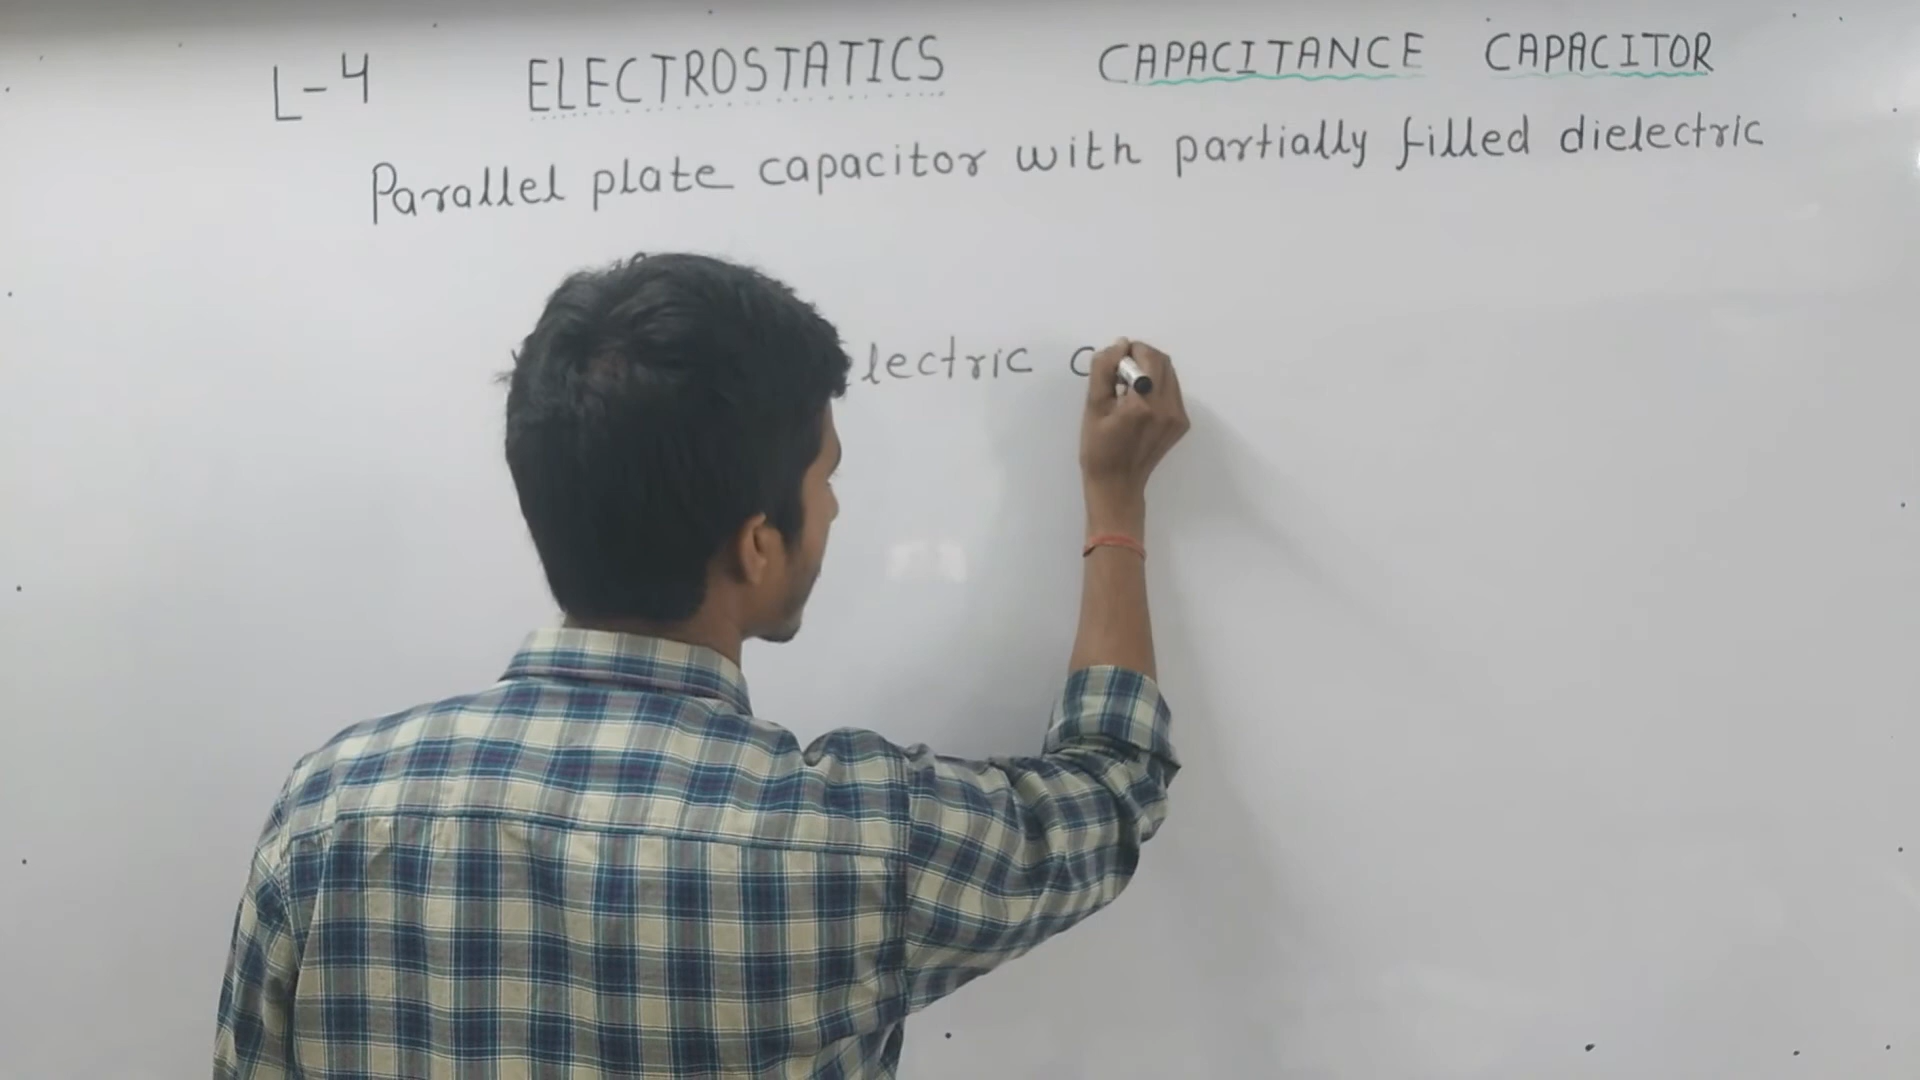 L-4 ELECTROSTATICS CAPACITANCE CAPACITOR
Parallel plate capacitor with partially filled dielectric
lectric c